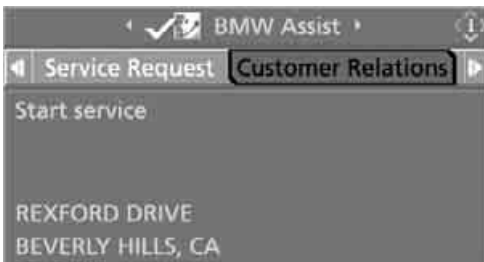 BMW Assist
Service Request Customer Relations
Start service
REXFORD DRIVE
BEVERLY HILLS, CA